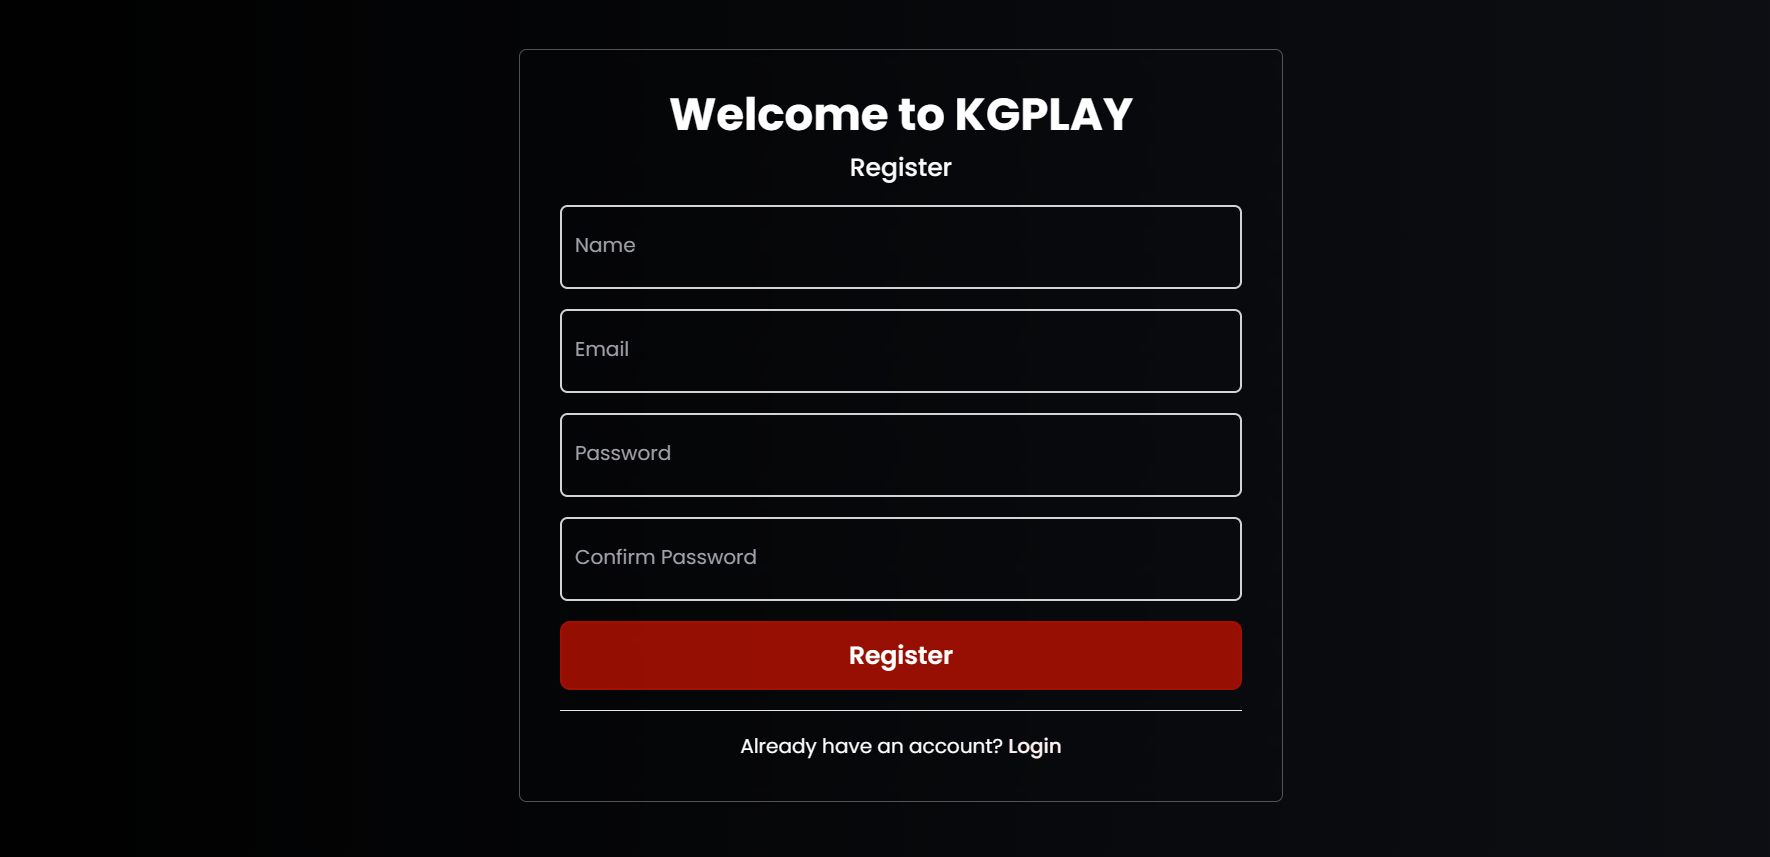 Welcome to KGPLAY
Register
Name
Email
Password
Confirm Password
Register
Already have an account? Login